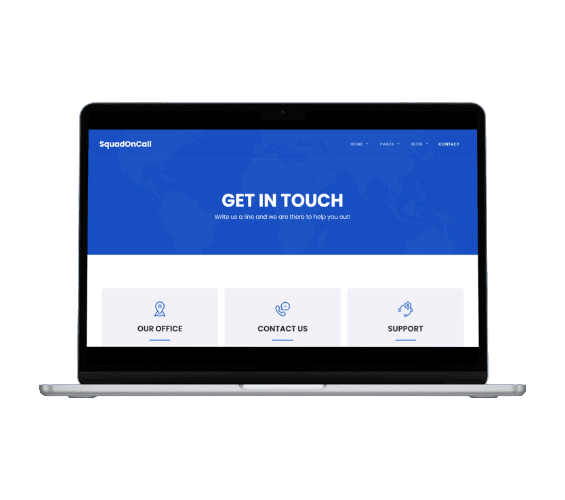 SquadOnCall
HOME PAGES BLOG CONTACT
GET IN TOUCH
Write us a line and we are there to help you out!
OUR OFFICE
CONTACT US
SUPPORT